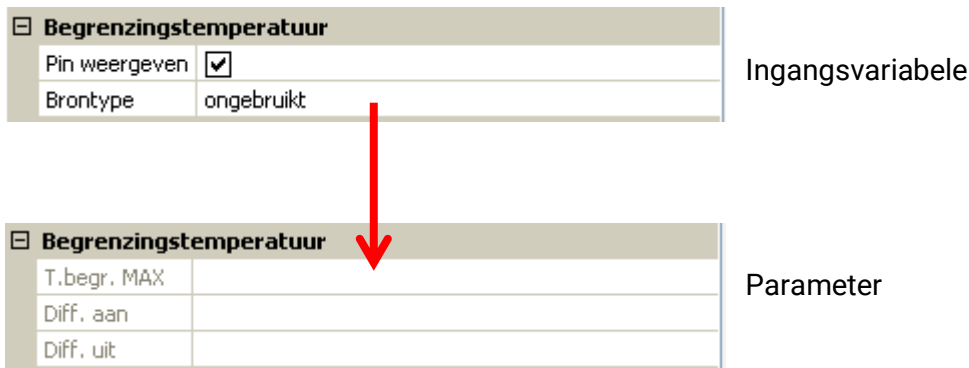 Begrenzingstemperatuur
Pin weergeven
Ingangsvariabele
Brontype ongebruikt
Begrenzingstemperatuur
T.begr. MAX
Parameter
Diff. aan
Diff. uit